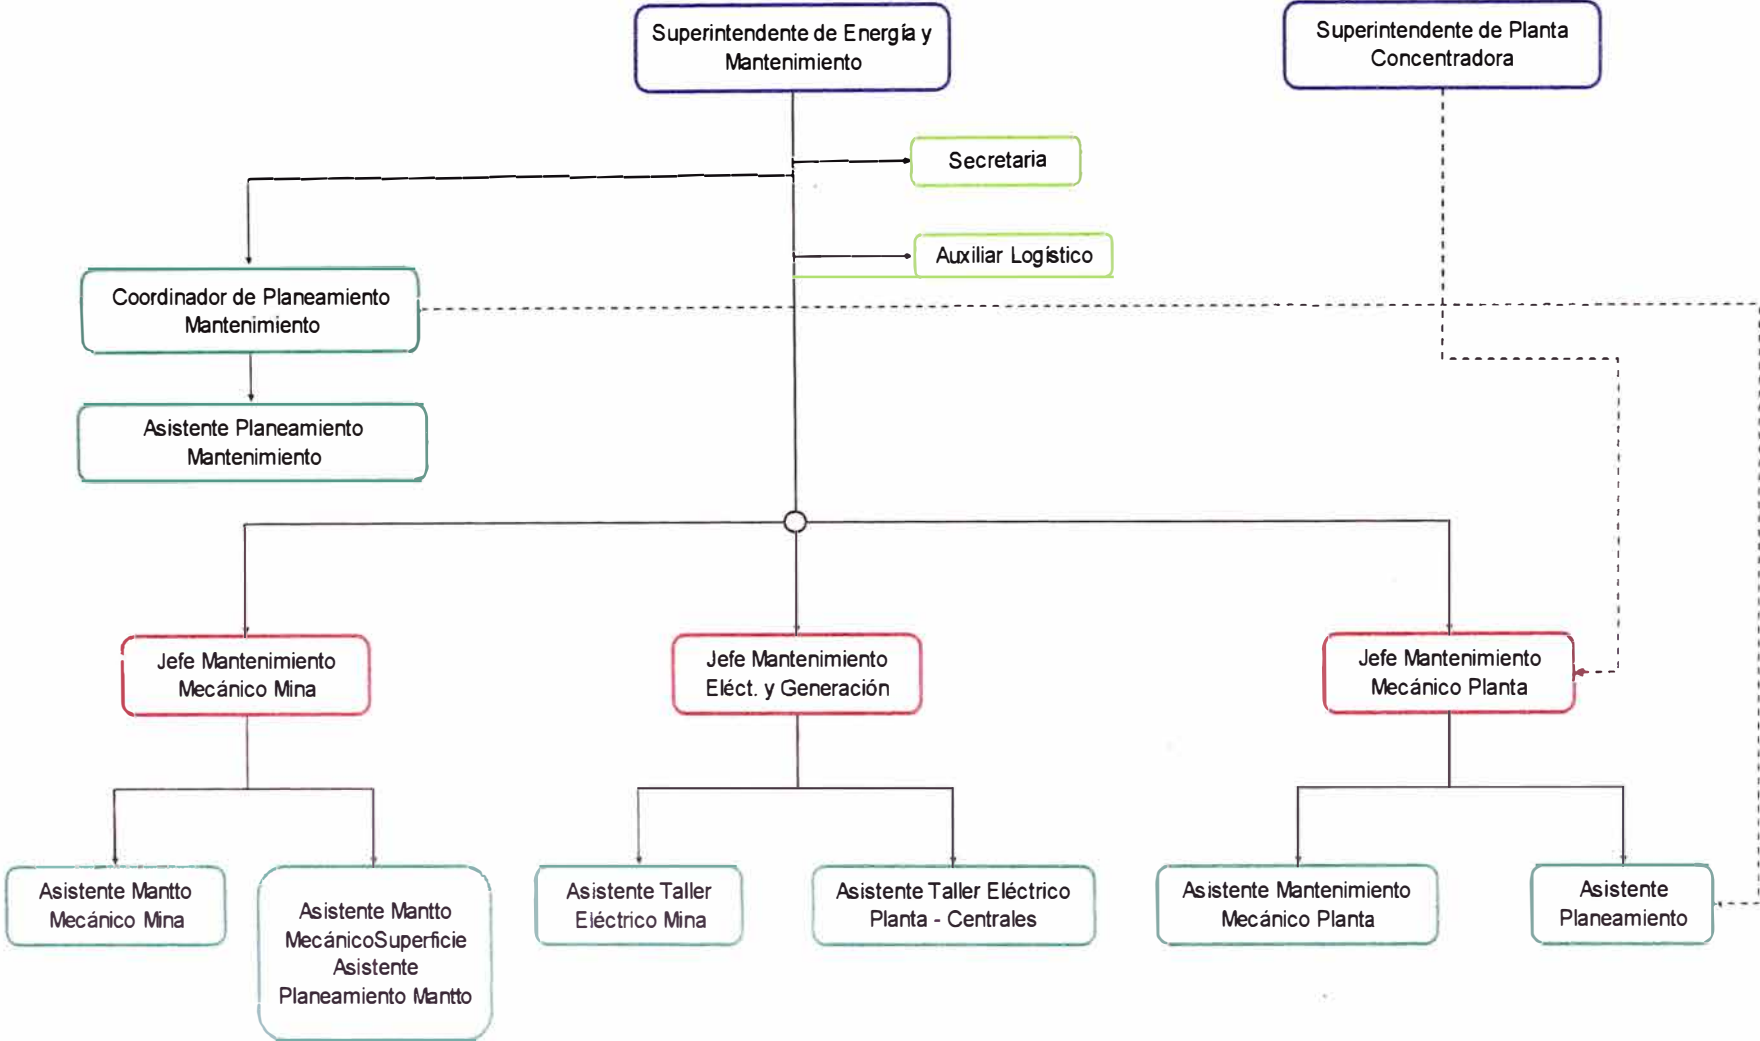 Superintendente de Energía y
Mantenimiento
Superintendente de Planta
Concentradora
Secretaria
Auxiliar Logístico
Coordinador de Planeamiento
Mantenimiento
Asistente Planeamiento
Mantenimiento
Jefe Mantenimiento
Mecánico Mina
Jefe Mantenimiento
Eléct. y Generación
Jefe Mantenimiento
Mecánico Planta
Asistente Mantto
Mecánico Mina
Asistente Mantto
MecánicoSuperficie
Asistente
Planeamiento Mantto
Asistente Taller
Eléctrico Mina
Asistente Taller Eléctrico
Planta - Centrales
Asistente Mantenimiento
Mecánico Planta
Asistente
Planeamiento